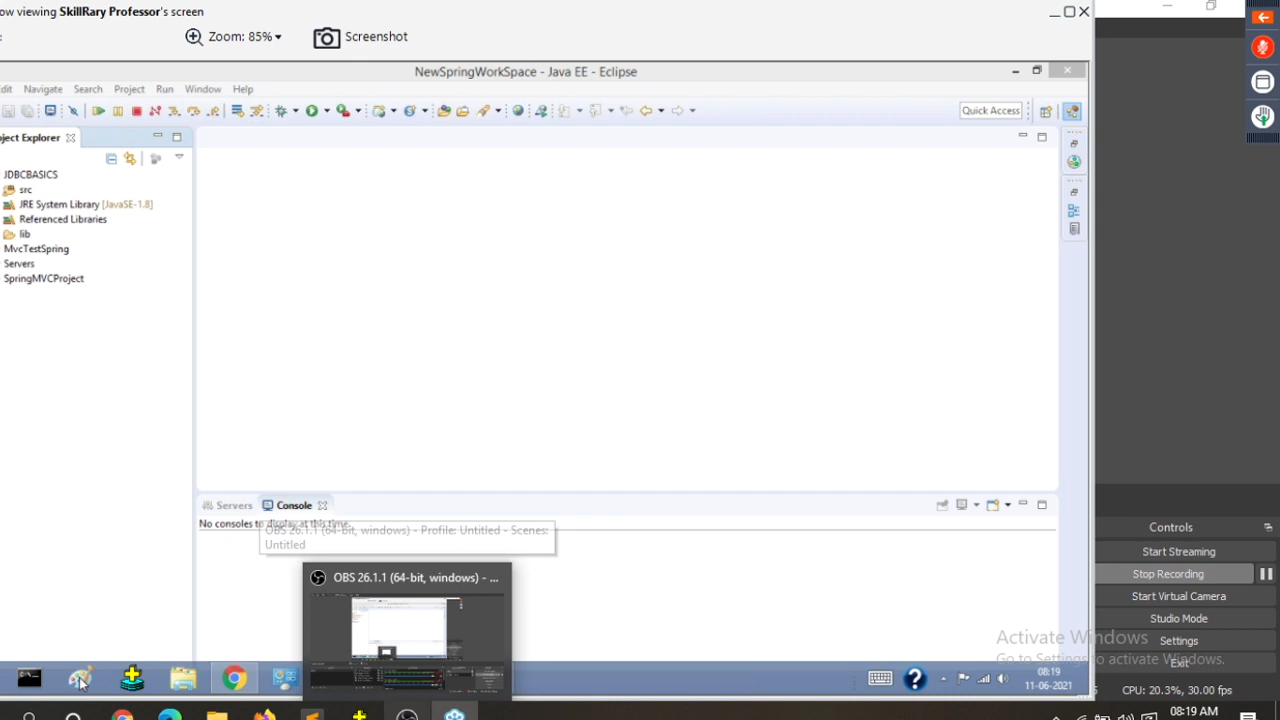 ow viewing SkillRary Professor's screen
Zoom: 85%
Screenshot
NewSpringWorkSpace - Java EE - Eclipse
dit Navigate Search Project Run Window Help
Quick Access
oject Explorer
JDBCBASICS
src
JRE System Library [JavaSE-1.8]
Referenced Libraries
lib
MvcTestSpring
Servers
SpringMVCProject
Servers
Console
No consoles to display at this time.
OBS 26.1.1 (64-bit, windows) - Profile: Untitled - Scenes:
Untitled
OBS 26.1.1 (64-bit, windows) - ...
Controls
Start Streaming
Stop Recording
Start Virtual Camera
Studio Mode
Settings
Exit
Activate Windows
Go to Settings to activate Windows.
08:19
11-06-2021
CPU: 20.3%, 30.00 fps
08:19 AM